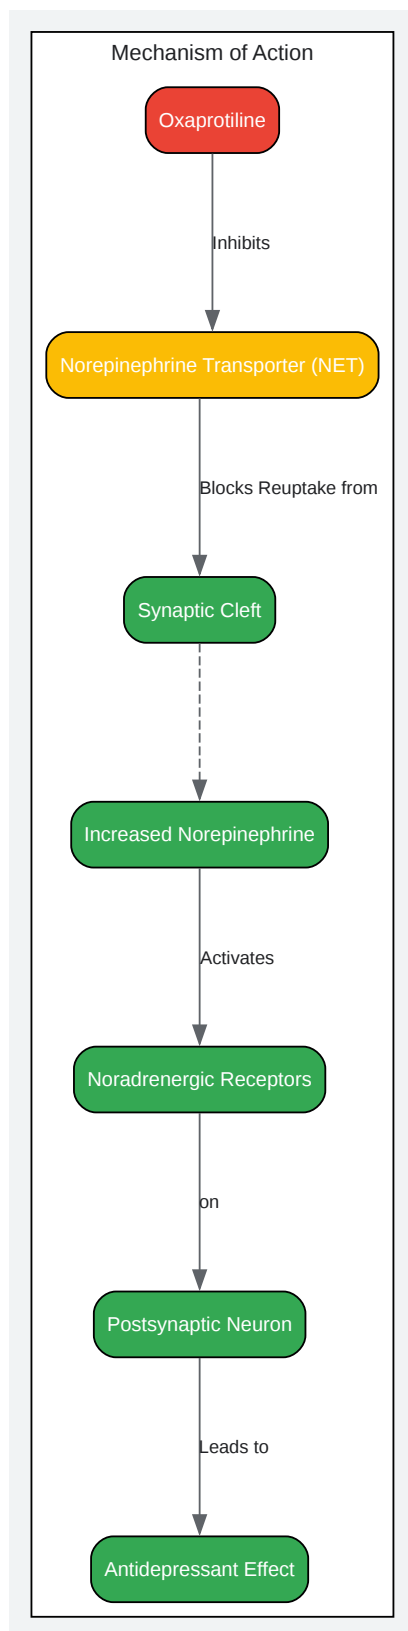 Mechanism of Action
Oxaprotiline
Inhibits
Norepinephrine Transporter (NET)
Blocks Reuptake from
Synaptic Cleft
Increased Norepinephrine
Activates
Noradrenergic Receptors
on
Postsynaptic Neuron
Leads to
Antidepressant Effect